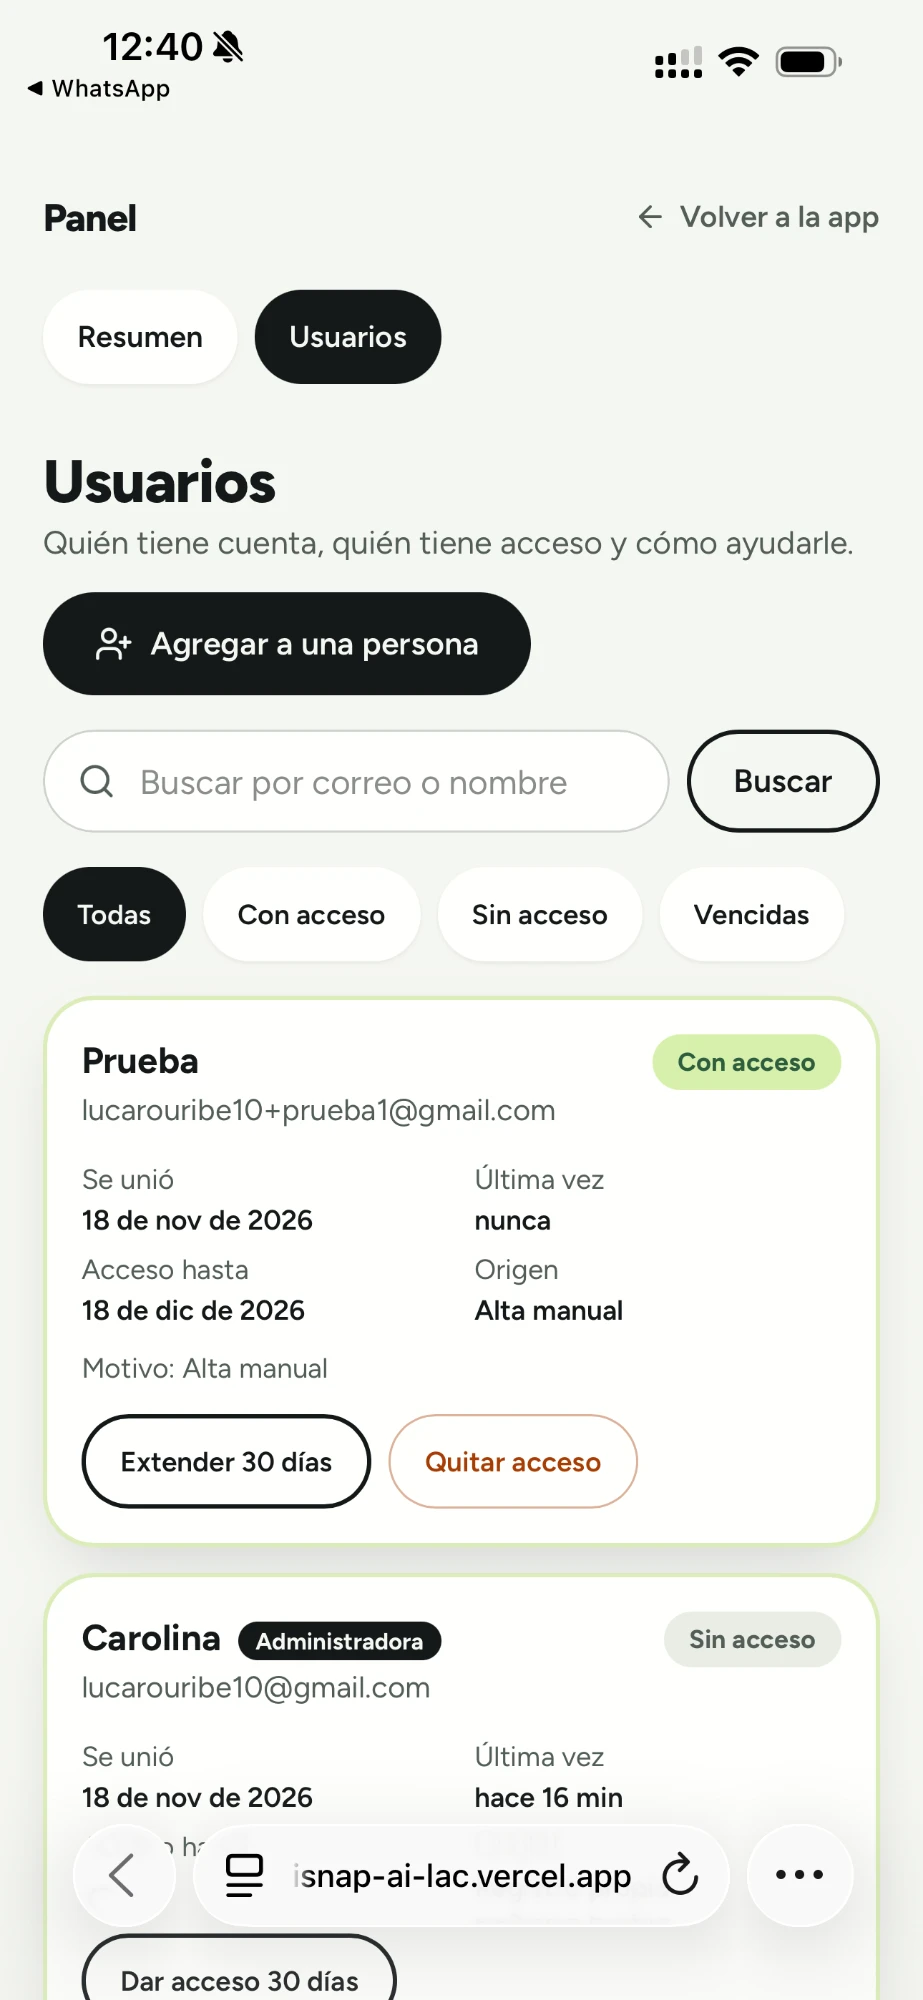 12:40
WhatsApp
Panel
Volver a la app
Resumen
Usuarios
Usuarios
Quién tiene cuenta, quién tiene acceso y cómo ayudarle.
Agregar a una persona
Buscar por correo o nombre
Buscar
Todas
Con acceso
Sin acceso
Vencidas
Prueba
Con acceso
lucarouribe10+prueba1@gmail.com
Se unió
Última vez
18 de nov de 2026
nunca
Acceso hasta
Origen
18 de dic de 2026
Alta manual
Motivo: Alta manual
Extender 30 días
Quitar acceso
Carolina
Administradora
Sin acceso
lucarouribe10@gmail.com
Se unió
Última vez
18 de nov de 2026
hace 16 min
isnap-ai-lac.vercel.app
Dar acceso 30 días